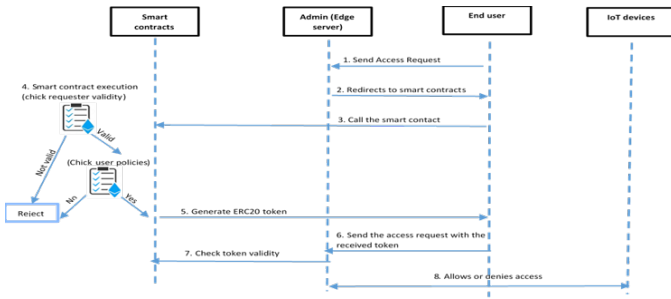 Smart
contracts
Admin (Edge
server)
End user
IoT devices
1. Send Access Request
2. Redirects to smart contracts
3. Call the smart contact
4. Smart contract execution
(chick requester validity)
Valid
Not valid
(Chick user policies)
No
Yes
Reject
5. Generate ERC20 token
6. Send the access request with the
received token
7. Check token validity
8. Allows or denies access